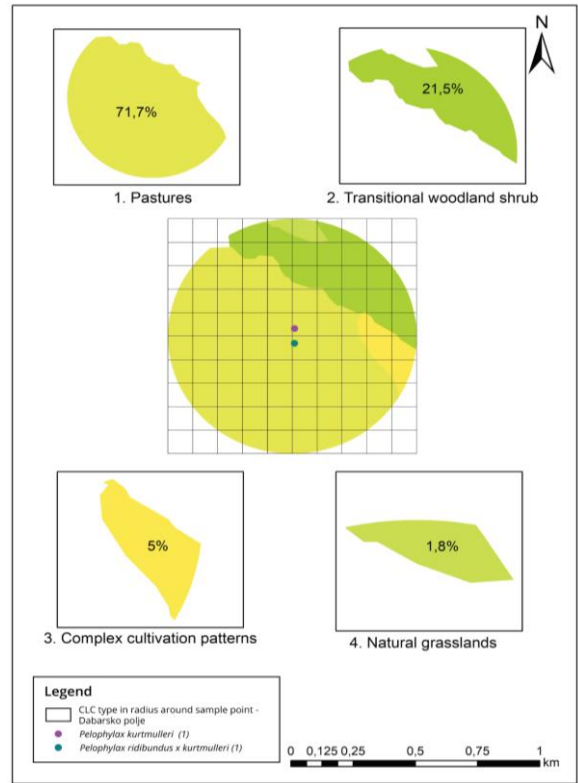 N
71,7%
1. Pastures
21,5%
2. Transitional woodland shrub
5%
3. Complex cultivation patterns
1,8%
4. Natural grasslands
Legend
CLC type in radius around sample point -
Dabarsko polje
Pelophylax kurtmulleri (1)
Pelophylax ridibundus x kurtmulleri (1)
0 0,125 0,25 0,5 0,75 1
km